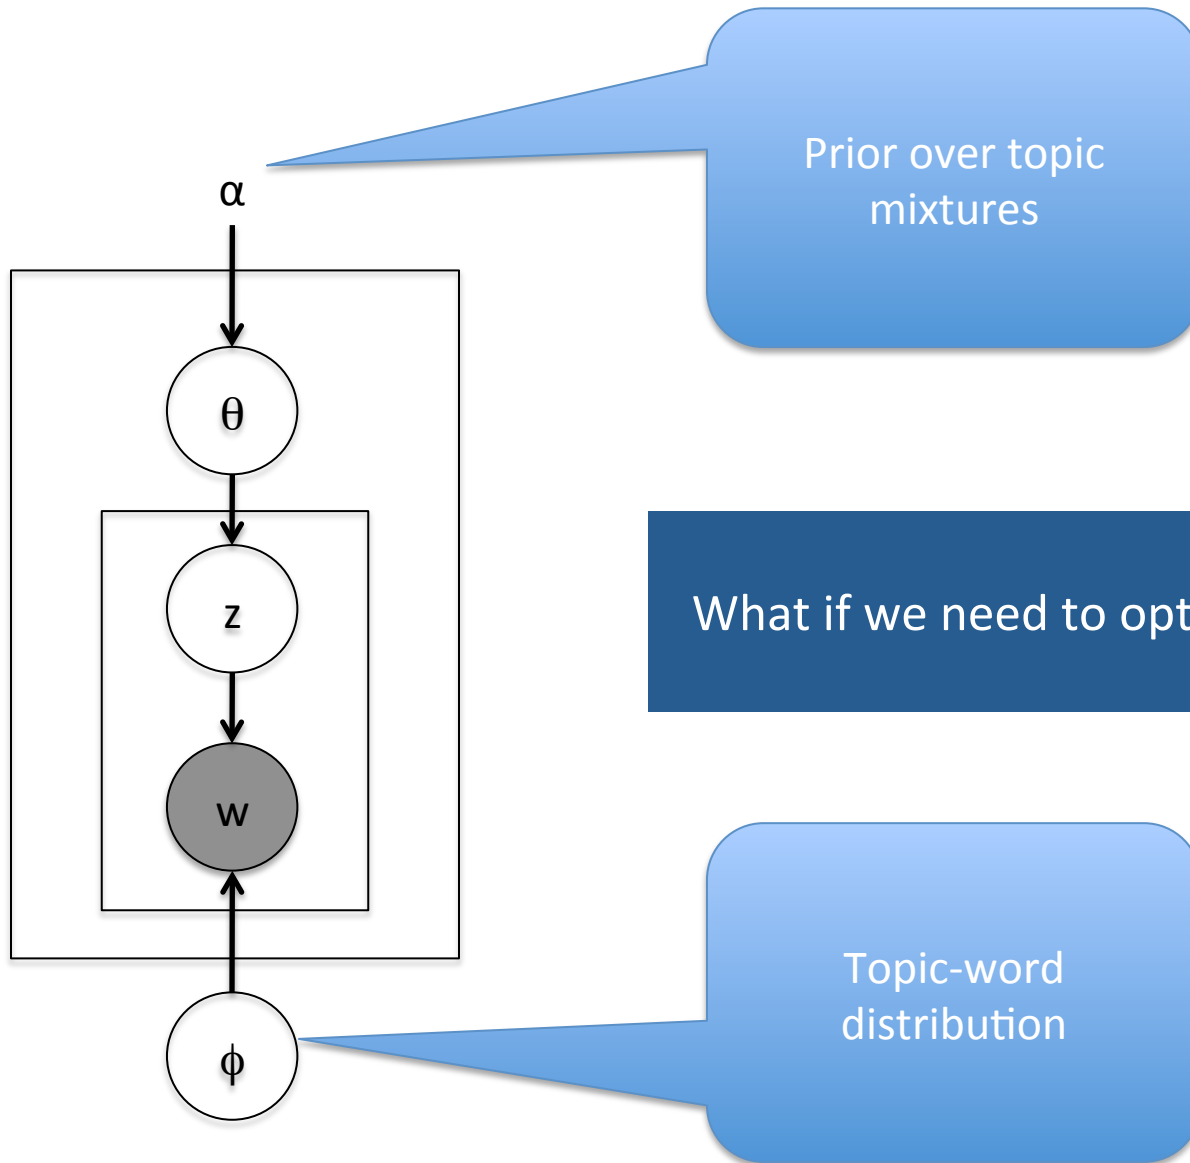 Prior over topic
mixtures
α
θ
z
What if we need to opt
w
Topic-word
distribution
ϕ